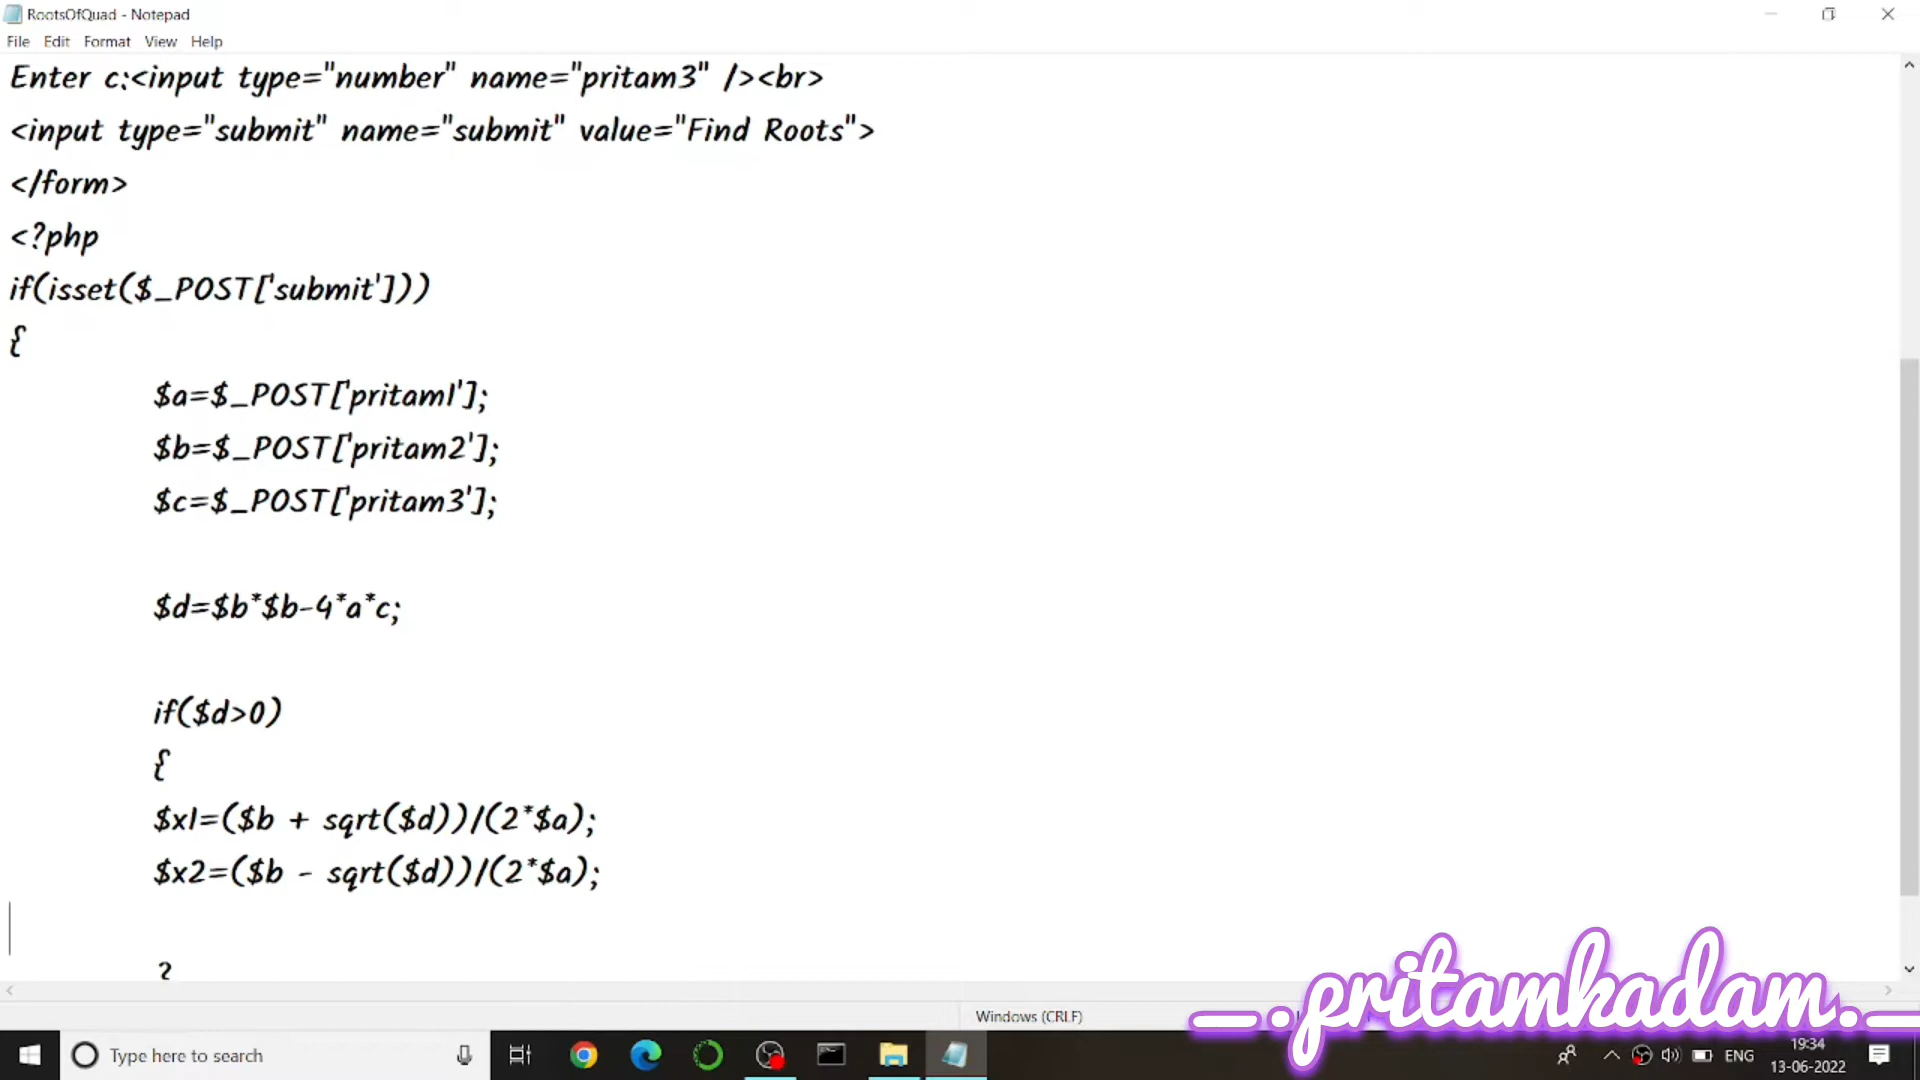 RootsOfQuad - Notepad
File Edit Format View Help
Enter c:<input type="number" name="pritam3" /><br>
<input type="submit" name="submit" value="Find Roots">
</form>
<?php
if(isset($_POST['submit']))
{
$a=$_POST['pritam1'];
$b=$_POST['pritam2'];
$c=$_POST['pritam3'];
$d=$b*$b-4*a*c;
if($d>0)
{
$x1=($b + sqrt($d))/(2*$a);
$x2=($b - sqrt($d))/(2*$a);
Windows (CRLF)
_.pritamkadam._
Type here to search
ENG
19:34
13-06-2022